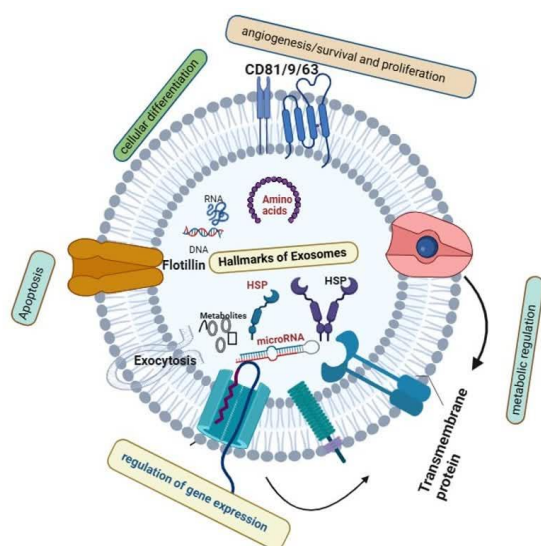 angiogenesis/survival and proliferation
CD81/9/63
cellular differentiation
RNA
Amino
acids
DNA
Flotillin
Hallmarks of Exosomes
Apoptosis
HSP
HSP
Metabolites
microRNA
Exocytosis
metabolic regulation
Transmembrane
protein
regulation of gene expression